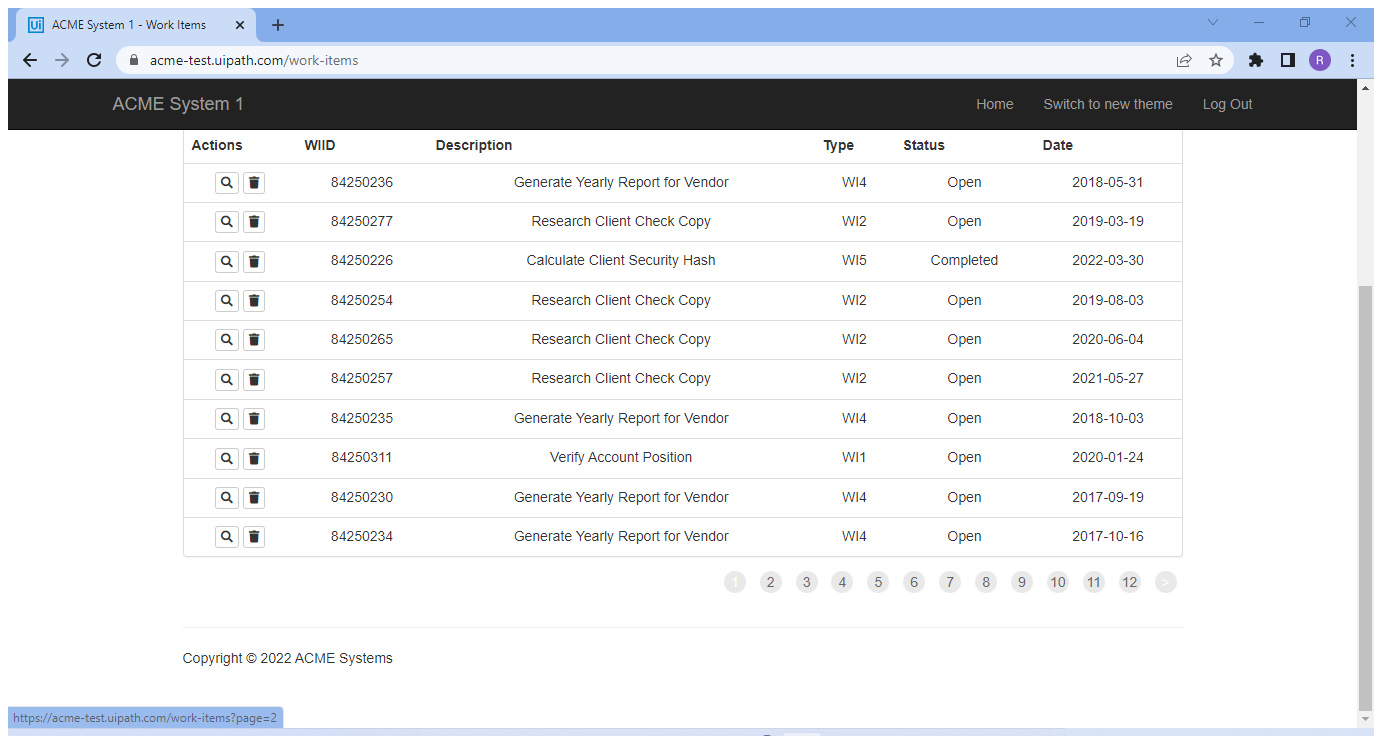 ACME System 1 - Work Items
acme-test.uipath.com/work-items
R
ACME System 1 Home Switch to new theme Log Out
Actions WIID Description Type Status Date
84250236 Generate Yearly Report for Vendor WI4 Open 2018-05-31
84250277 Research Client Check Copy WI2 Open 2019-03-19
84250226 Calculate Client Security Hash WI5 Completed 2022-03-30
84250254 Research Client Check Copy WI2 Open 2019-08-03
84250265 Research Client Check Copy WI2 Open 2020-06-04
84250257 Research Client Check Copy WI2 Open 2021-05-27
84250235 Generate Yearly Report for Vendor WI4 Open 2018-10-03
84250311 Verify Account Position WI1 Open 2020-01-24
84250230 Generate Yearly Report for Vendor WI4 Open 2017-09-19
84250234 Generate Yearly Report for Vendor WI4 Open 2017-10-16
1 2 3 4 5 6 7 8 9 10 11 12 >
Copyright © 2022 ACME Systems
https://acme-test.uipath.com/work-items?page=2